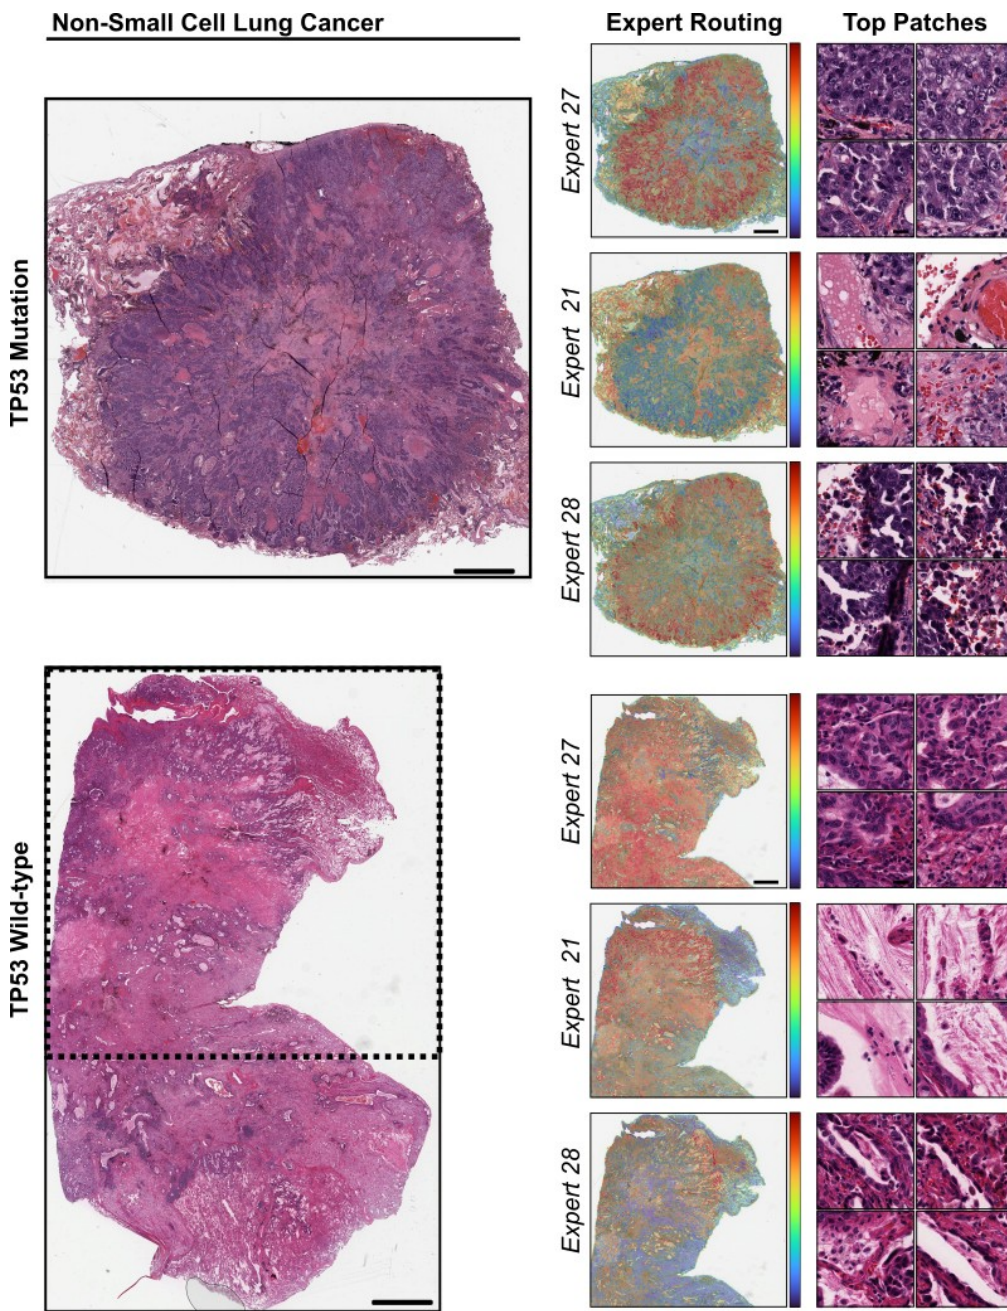 Non-Small Cell Lung Cancer
Expert Routing
Top Patches
TP53 Mutation
Expert 27
Expert 21
Expert 28
TP53 Wild-type
Expert 27
Expert 21
Expert 28